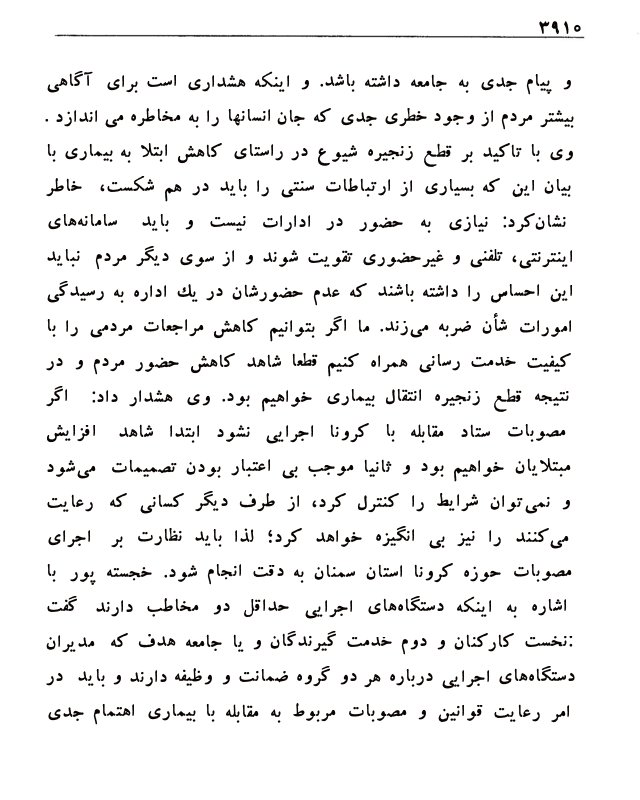 ۳۹۱۰
و پیام جدی به جامعه داشته باشد. و اینکه هشداری است برای آگاهی
بیشتر مردم از وجود خطری جدی که جان انسانها را به مخاطره می اندازد .
وی با تاکید بر قطع زنجیره شیوع در راستای کاهش ابتلا به بیماری با
بیان این که بسیاری از ارتباطات سنتی را باید در هم شکست، خاطر
نشان‌کرد: نیازی به حضور در ادارات نیست و باید سامانه‌های
اینترنتی، تلفنی و غیرحضوری تقویت شوند و از سوی دیگر مردم نباید
این احساس را داشته باشند که عدم حضورشان در یك اداره به رسیدگی
امورات شأن ضربه می‌زند. ما اگر بتوانیم کاهش مراجعات مردمی را با
کیفیت خدمت رسانی همراه کنیم قطعا شاهد کاهش حضور مردم و در
نتیجه قطع زنجیره انتقال بیماری خواهیم بود. وی هشدار داد: اگر
مصوبات ستاد مقابله با کرونا اجرایی نشود ابتدا شاهد افزایش
مبتلایان خواهیم بود و ثانیا موجب بی اعتبار بودن تصمیمات می‌شود
و نمی‌توان شرایط را کنترل کرد، از طرف دیگر کسانی که رعایت
می‌کنند را نیز بی انگیزه خواهد کرد؛ لذا باید نظارت بر اجرای
مصوبات حوزه کرونا استان سمنان به دقت انجام شود. خجسته پور با
اشاره به اینکه دستگاه‌های اجرایی حداقل دو مخاطب دارند گفت
:نخست کارکنان و دوم خدمت گیرندگان و یا جامعه هدف که مدیران
دستگاه‌های اجرایی درباره هر دو گروه ضمانت و وظیفه دارند و باید در
امر رعایت قوانین و مصوبات مربوط به مقابله با بیماری اهتمام جدی